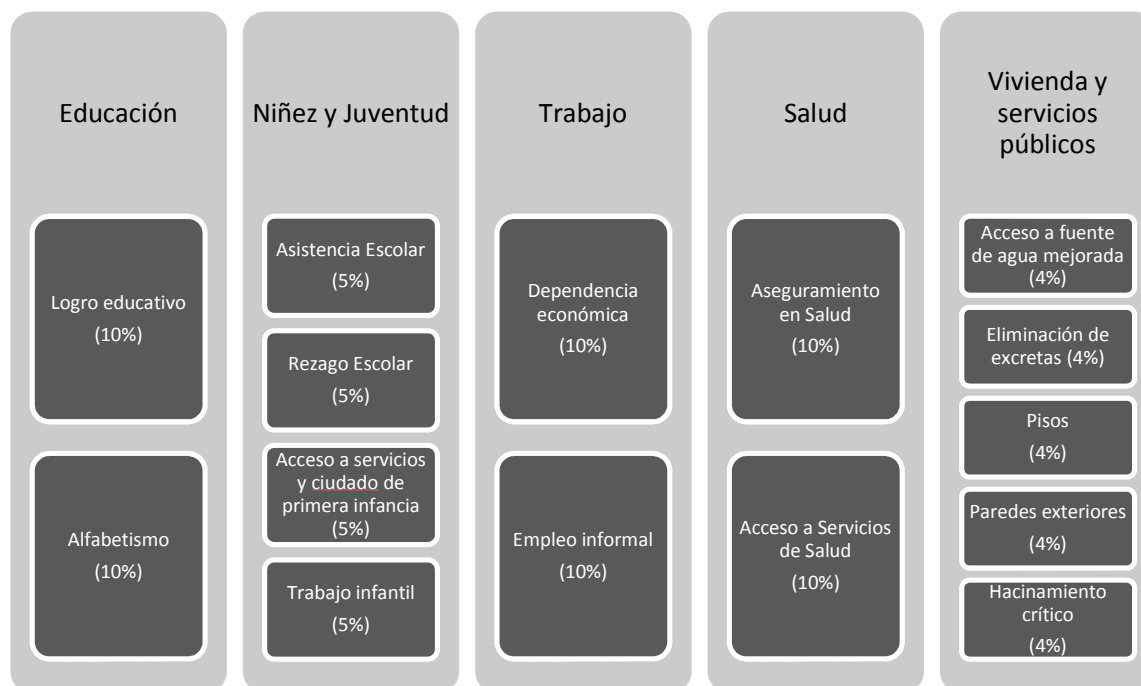 Educación
Logro educativo
(10%)
Alfabetismo
(10%)
Niñez y Juventud
Asistencia Escolar
(5%)
Rezago Escolar
(5%)
Acceso a servicios
y ciudado de
primera infancia
(5%)
Trabajo infantil
(5%)
Trabajo
Dependencia
económica
(10%)
Empleo informal
(10%)
Salud
Aseguramiento
en Salud
(10%)
Acceso a Servicios
de Salud
(10%)
Vivienda y
servicios
públicos
Acceso a fuente
de agua mejorada
(4%)
Eliminación de
excretas (4%)
Pisos
(4%)
Paredes exteriores
(4%)
Hacinamiento
crítico
(4%)